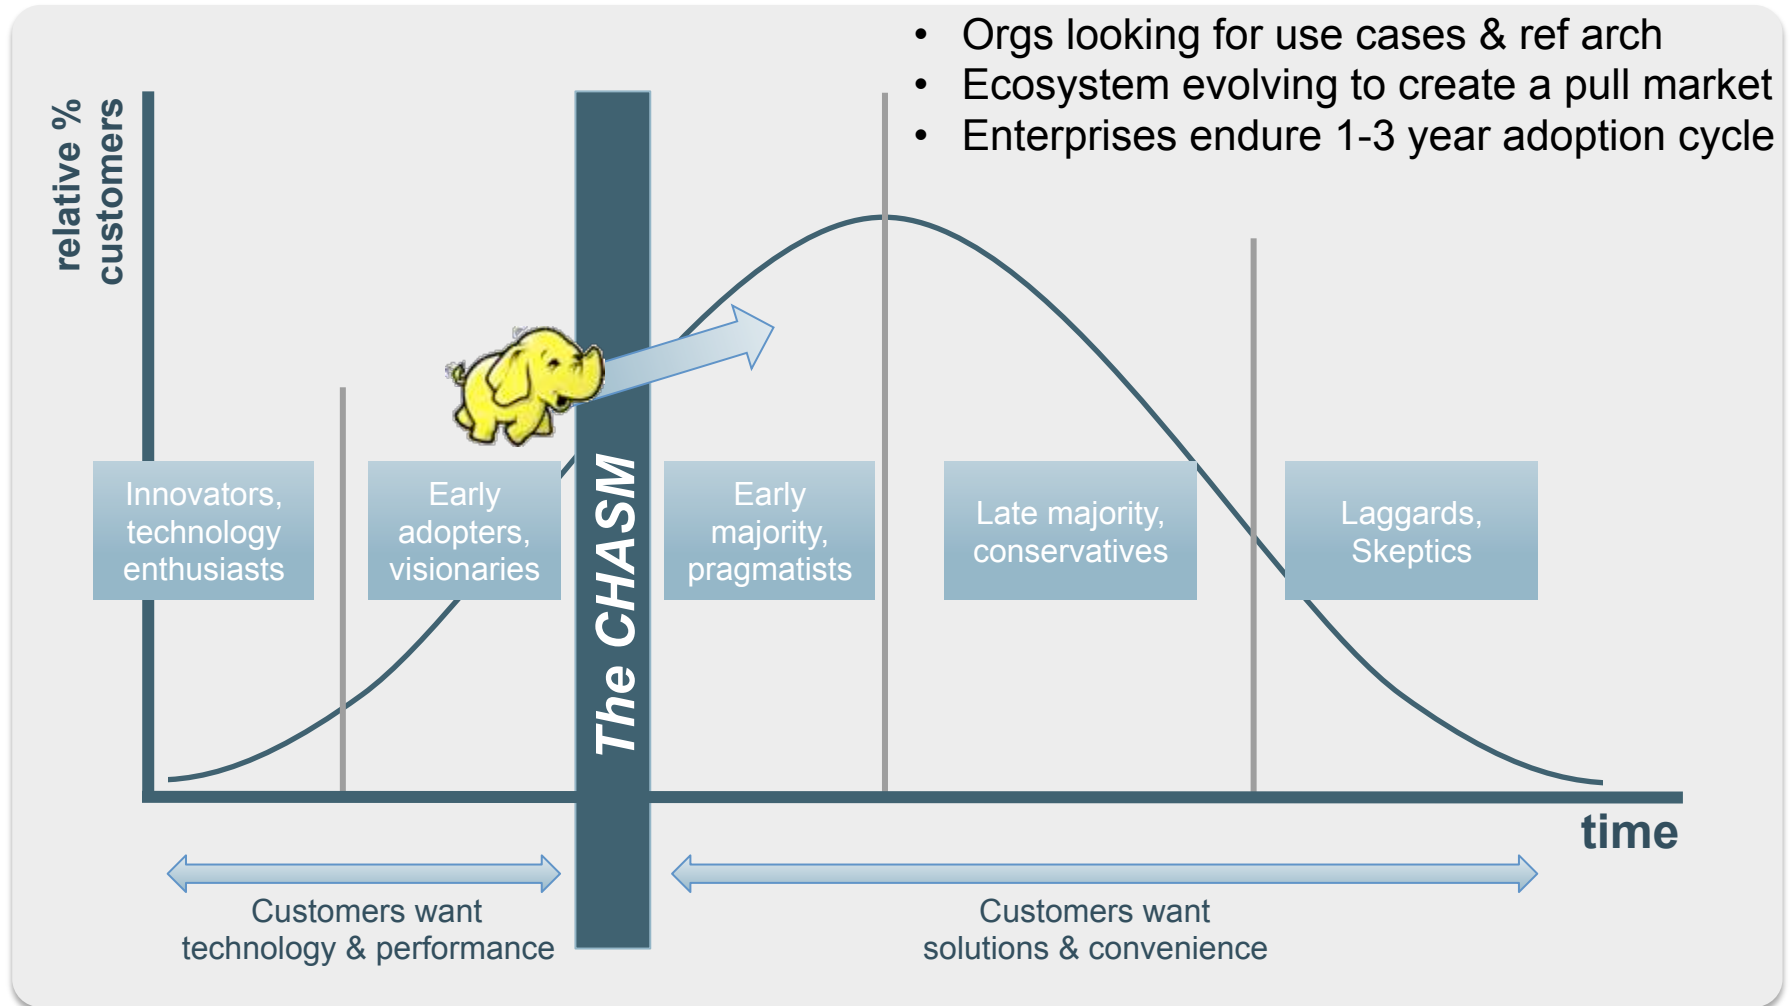 • Orgs looking for use cases & ref arch
• Ecosystem evolving to create a pull market
• Enterprises endure 1-3 year adoption cycle
relative %
customers
Innovators,
technology
enthusiasts
Early
adopters,
visionaries
The CHASM
Early
majority,
pragmatists
Late majority,
conservatives
Laggards,
Skeptics
time
Customers want
technology & performance
Customers want
solutions & convenience